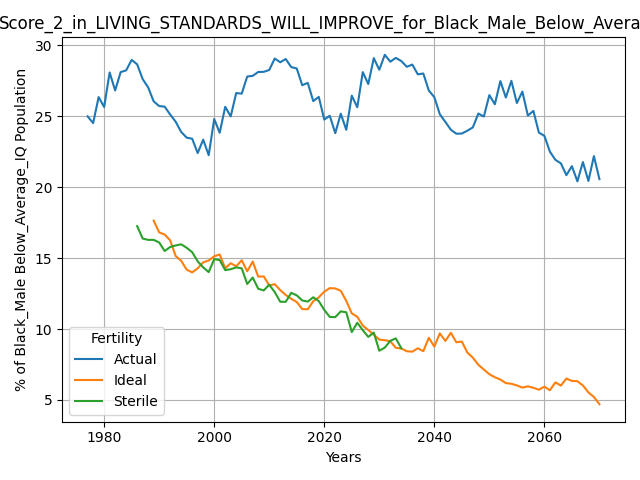 Score_2_in_LIVING_STANDARDS_WILL_IMPROVE_for_Black_Male_Below_Avera
% of Black_Male Below_Average_IQ Population
30
25
20
15
10
5
Fertility
Actual
Ideal
Sterile
1980
2000
2020
2040
2060
Years